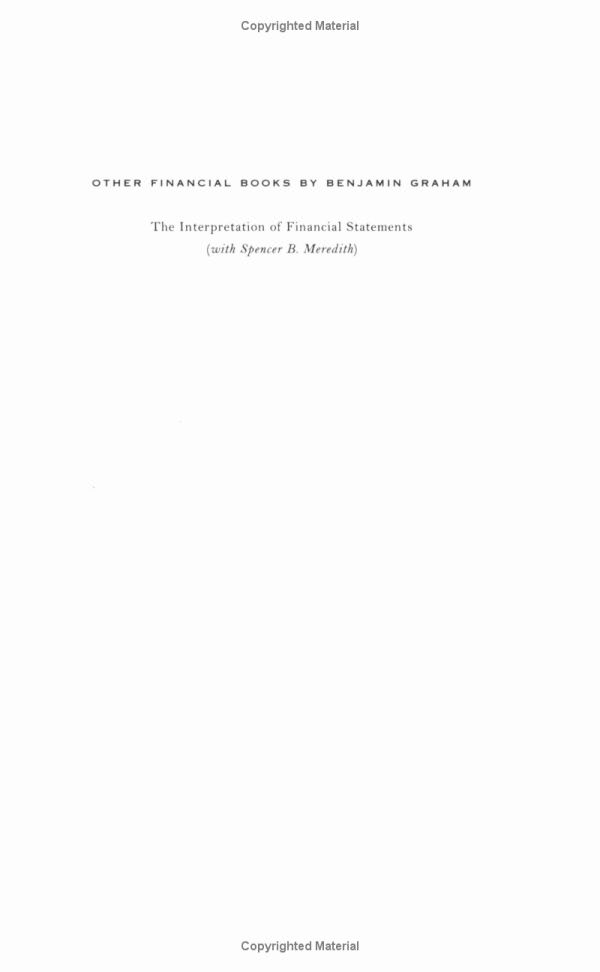 Copyrighted Material
OTHER FINANCIAL BOOKS BY BENJAMIN GRAHAM
The Interpretation of Financial Statements
(with Spencer B. Meredith)
Copyrighted Material